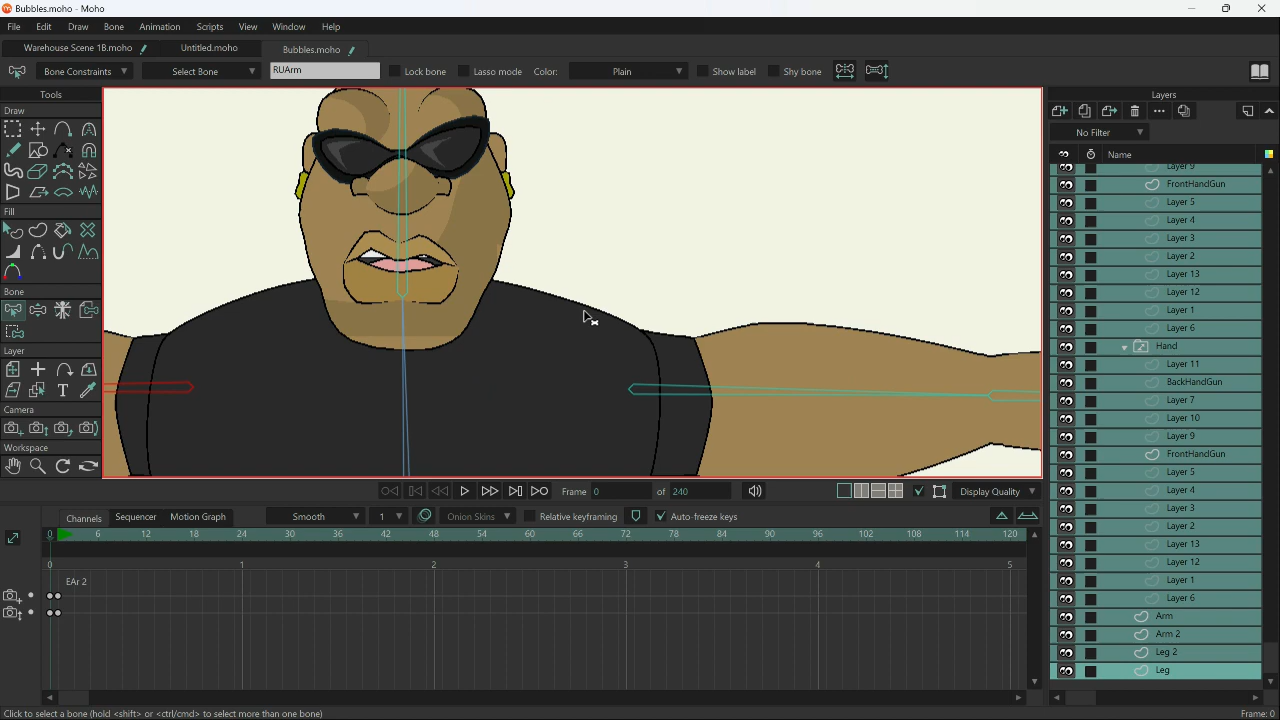 Bubbles.moho - Moho
File Edit Draw Bone Animation Scripts View Window Help
Warehouse Scene 1B.moho Untitled.moho Bubbles.moho
Bone Constraints Select Bone RUArm Lock bone Lasso mode Color: Plain Show label Shy bone
Tools
Draw
Fill
Bone
Layer
Camera
Workspace
Layers
No Filter
Name
Layer 9
FrontHandGun
Layer 5
Layer 4
Layer 3
Layer 2
Layer 13
Layer 12
Layer 1
Layer 6
Hand
Layer 11
BackHandGun
Layer 7
Layer 10
Layer 9
FrontHandGun
Layer 5
Layer 4
Layer 3
Layer 2
Layer 13
Layer 12
Layer 1
Layer 6
Arm
Arm 2
Leg 2
Leg
Frame 0 of 240 Display Quality
Channels Sequencer Motion Graph Smooth 1 Onion Skins Relative keyframing Auto-freeze keys
0 6 12 18 24 30 36 42 48 54 60 66 72 78 84 90 96 102 108 114 120
0 1 2 3 4 5
EAr 2
Click to select a bone (hold <shift> or <ctrl/cmd> to select more than one bone)
Frame: 0